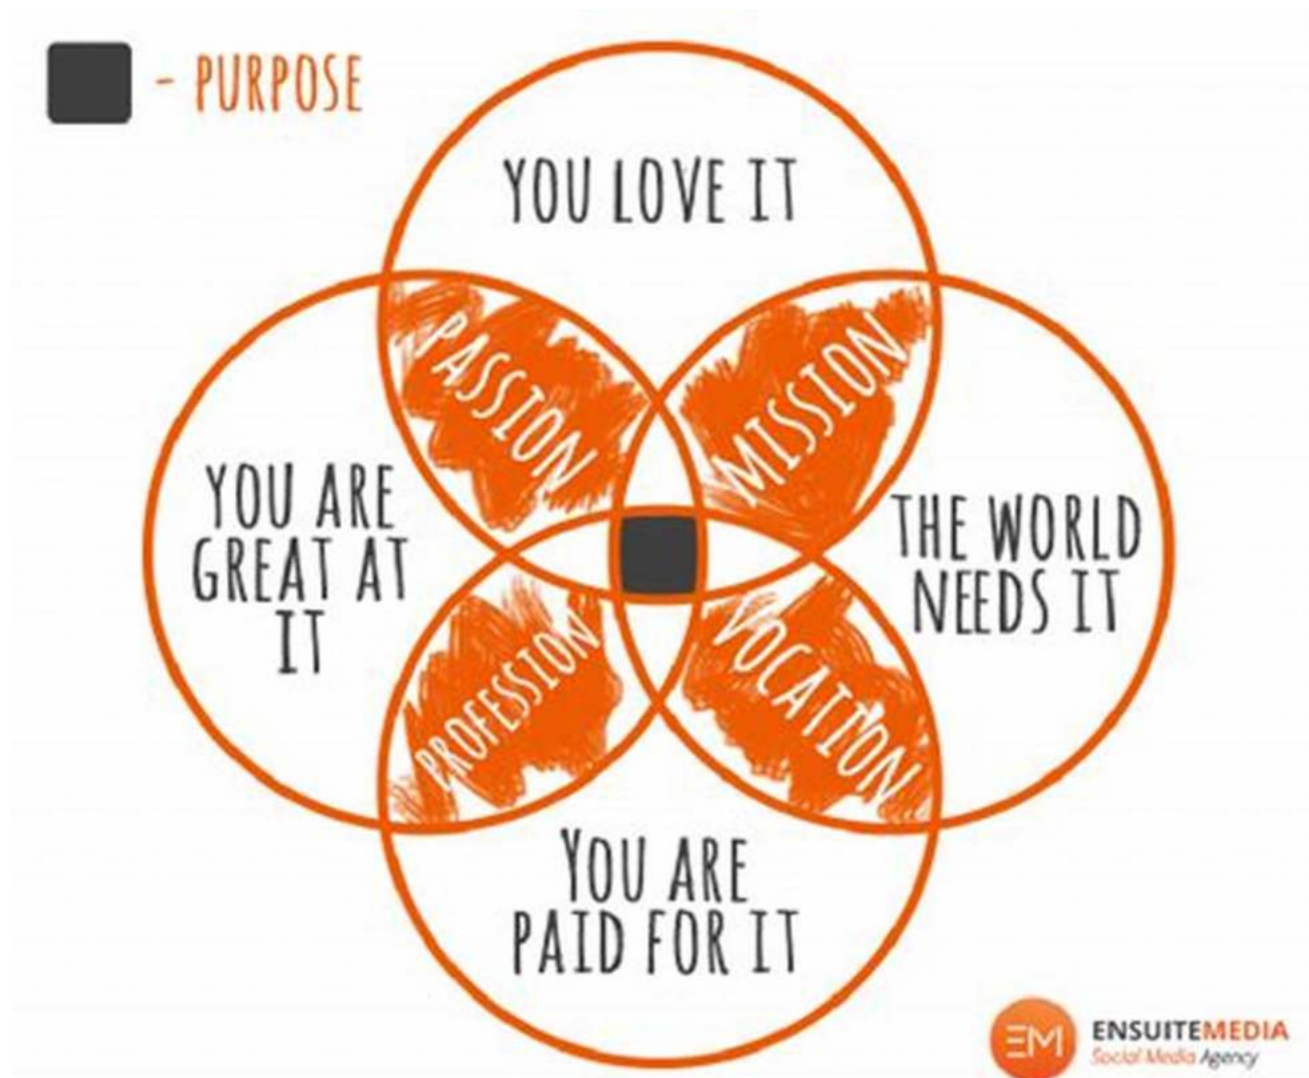 - PURPOSE
YOU LOVE IT
PASSION
MISSION
YOU ARE
GREAT AT
IT
THE WORLD
NEEDS IT
PROFESSION
VOCATION
YOU ARE
PAID FOR IT
EM
ENSUITEMEDIA
Social Media Agency